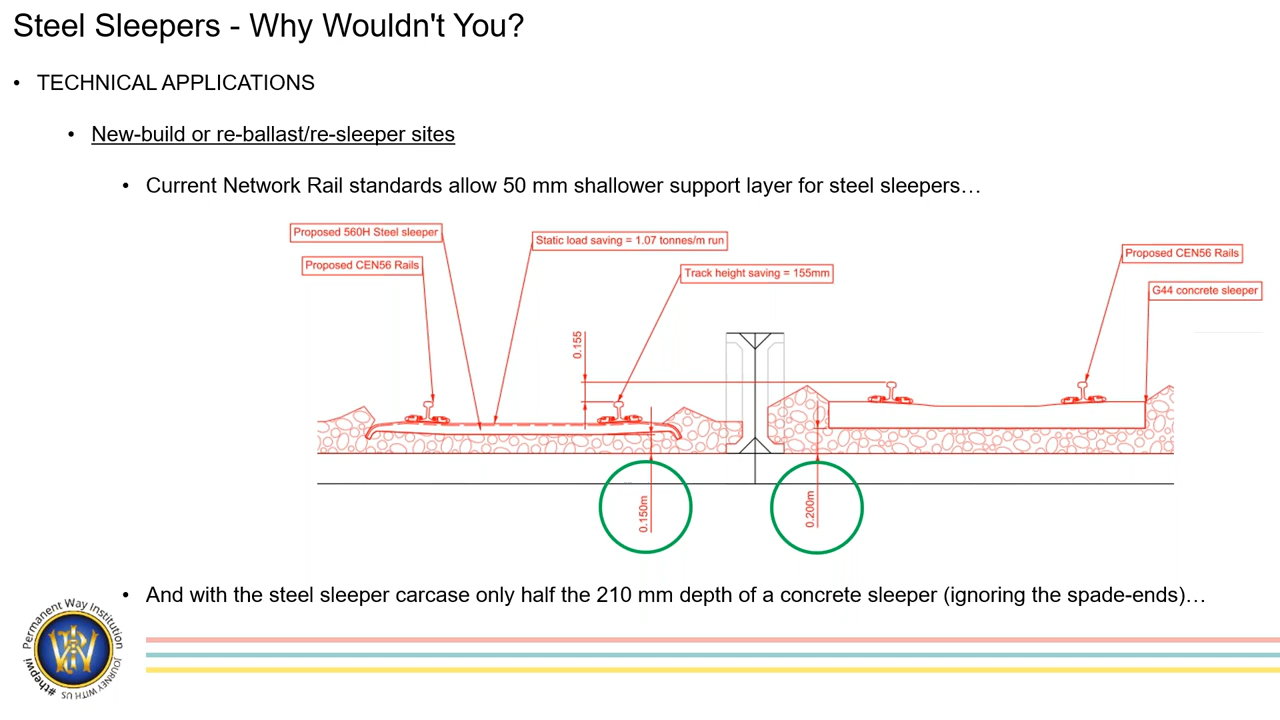 Steel Sleepers - Why Wouldn't You?
• TECHNICAL APPLICATIONS
• New-build or re-ballast/re-sleeper sites
• Current Network Rail standards allow 50 mm shallower support layer for steel sleepers…
Proposed 560H Steel sleeper
Static load saving = 1.07 tonnes/m run
Proposed CEN56 Rails
Proposed CEN56 Rails
Track height saving = 155mm
G44 concrete sleeper
0.155
0.150m
0.200m
• And with the steel sleeper carcase only half the 210 mm depth of a concrete sleeper (ignoring the spade-ends)…
Permanent Way Institution
#thepwi
JOURNEY WITH US